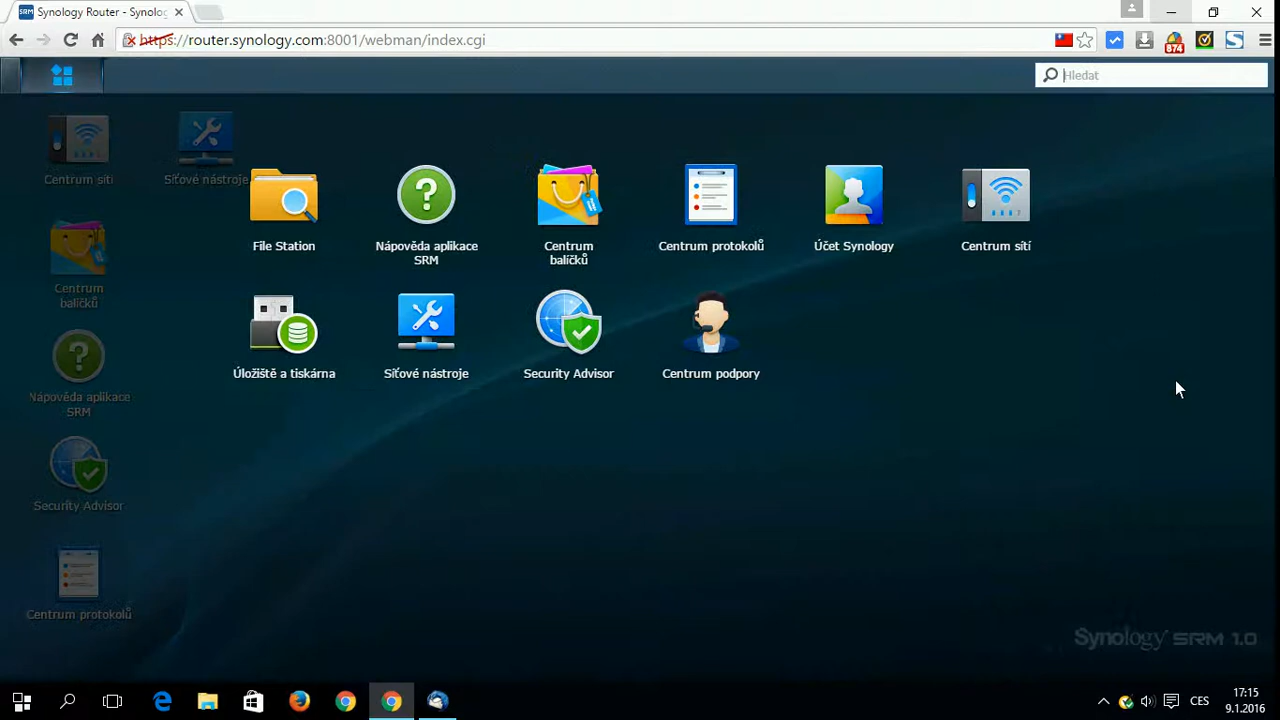 Synology Router - Synolog
https://router.synology.com:8001/webman/index.cgi
874
Hledat
Centrum sítí
Síťové nástroje
Centrum
balíčků
Nápověda aplikace
SRM
Security Advisor
Centrum protokolů
File Station
Nápověda aplikace
SRM
Centrum
balíčků
Centrum protokolů
Účet Synology
Centrum sítí
Úložiště a tiskárna
Síťové nástroje
Security Advisor
Centrum podpory
Synology SRM 1.0
CES
17:15
9.1.2016